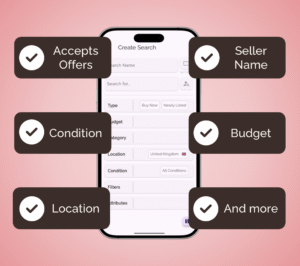 Create Search
Accepts
Offers
Seller
Name
Search Name
Search for...
Type
Buy Now
Newly Listed
Budget
Condition
Budget
Category
Location
United Kingdom
Condition
All Conditions
Location
Filters
And more
Attributes